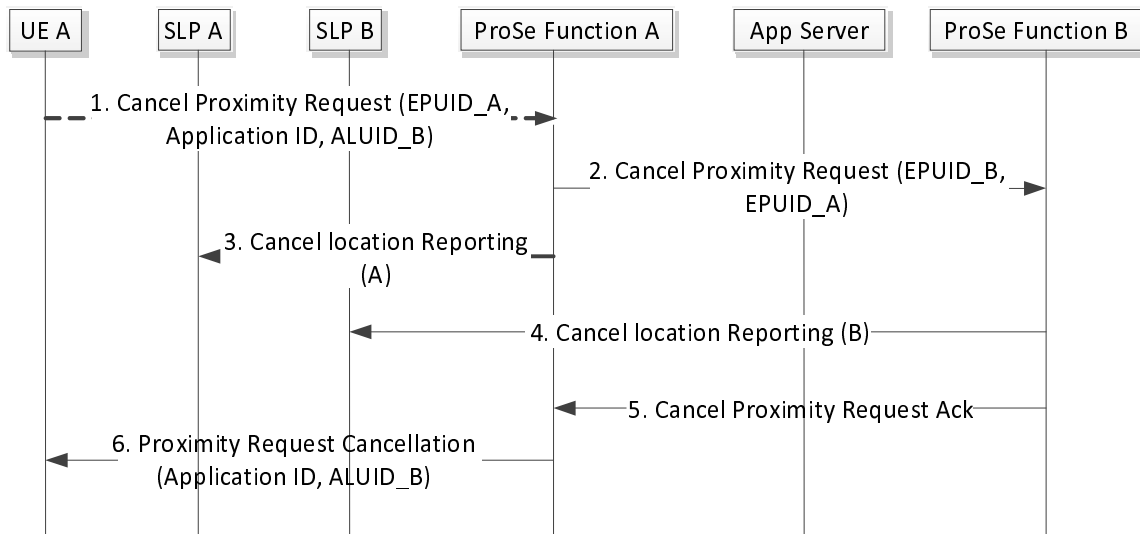 UE A
SLP A
SLP B
ProSe Function A
App Server
ProSe Function B
1. Cancel Proximity Request (EPUID_A,
Application ID, ALUID_B)
2. Cancel Proximity Request (EPUID_B,
EPUID_A)
3. Cancel location Reporting
(A)
4. Cancel location Reporting (B)
5. Cancel Proximity Request Ack
6. Proximity Request Cancellation
(Application ID, ALUID_B)